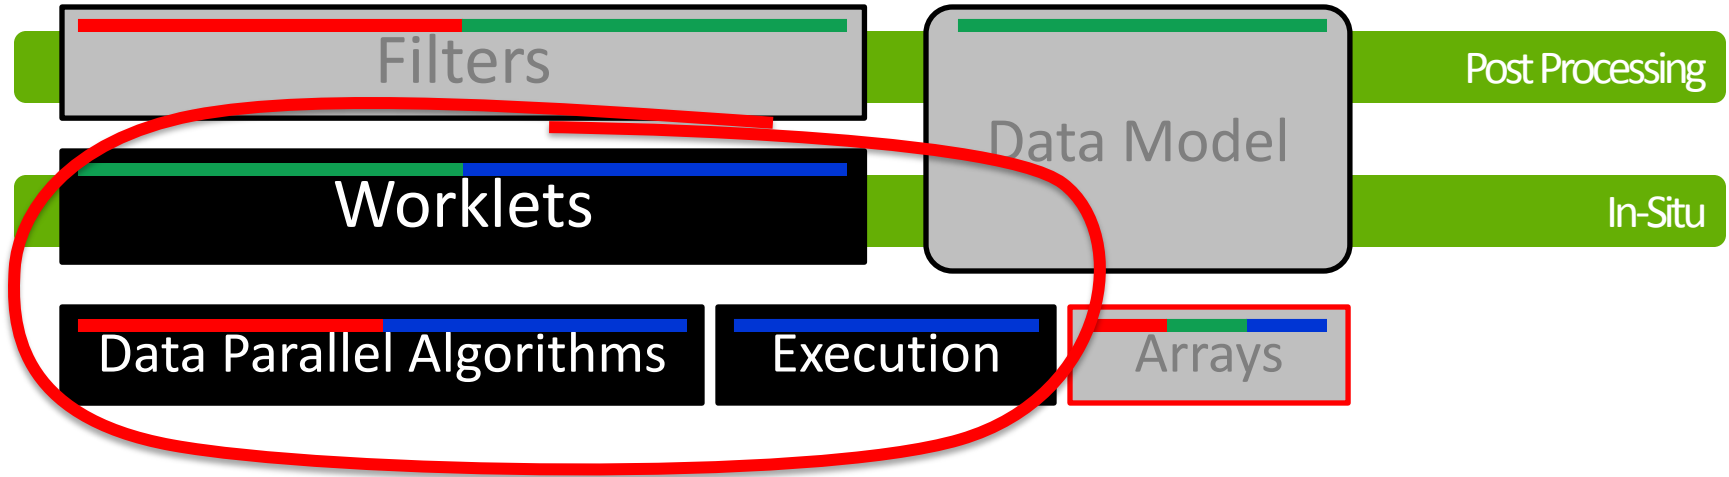 Filters
Post Processing
Data Model
Worklets
In-Situ
Data Parallel Algorithms
Execution
Arrays